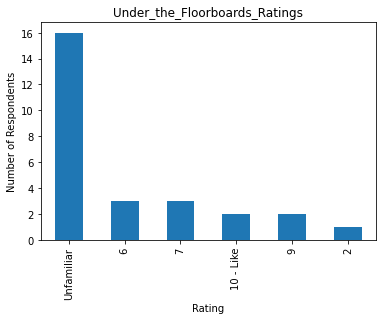 Under_the_Floorboards_Ratings
Number of Respondents
16
14
12
10
8
6
4
2
0
Unfamiliar
6
7
10 - Like
9
2
Rating